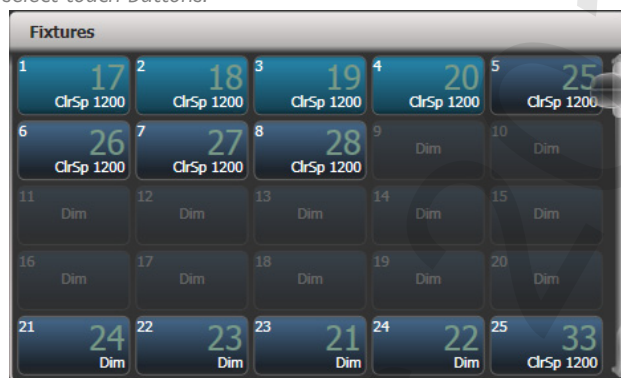 select touch buttons.
Fixtures
1 17 2 18 3 19 4 20 5 25
ClrSp 1200 ClrSp 1200 ClrSp 1200 ClrSp 1200 ClrSp 1200
6 26 7 27 8 28 9 Dim 10 Dim
ClrSp 1200 ClrSp 1200 ClrSp 1200
11 12 13 14 15
Dim Dim Dim Dim Dim
16 17 18 19 20
Dim Dim Dim Dim Dim
21 24 22 23 23 21 24 22 25 33
Dim Dim Dim Dim ClrSp 1200